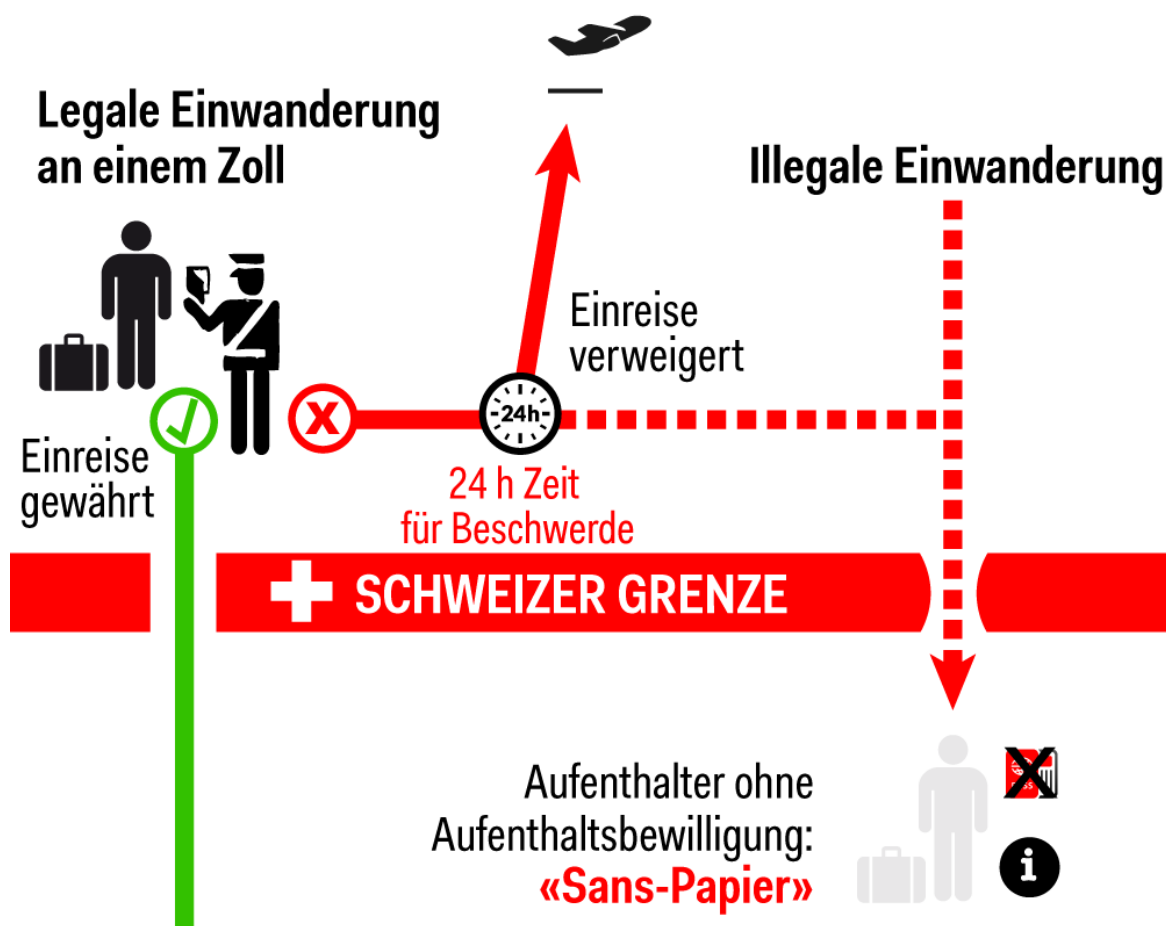 Legale Einwanderung
an einem Zoll
Illegale Einwanderung
Einreise
verweigert
24h
X
Einreise
gewährt
24 h Zeit
für Beschwerde
SCHWEIZER GRENZE
Aufenthalter ohne
Aufenthaltsbewilligung:
«Sans-Papier»
i